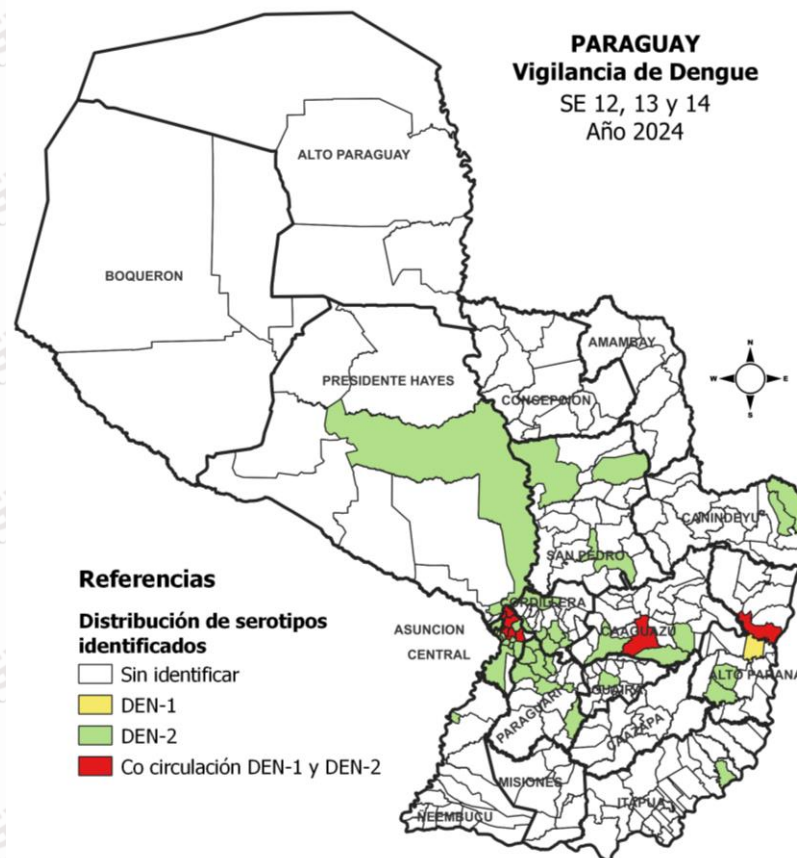 PARAGUAY
Vigilancia de Dengue
SE 12, 13 y 14
Año 2024
ALTO PARAGUAY
BOQUERON
AMAMBAY
N
W
E
S
PRESIDENTE HAYES
CONCEPCION
CANINDEYU
SAN PEDRO
Referencias
Distribución de serotipos
identificados
Sin identificar
DEN-1
DEN-2
Co circulación DEN-1 y DEN-2
CORDILLERA
ASUNCION
CENTRAL
CAAGUAZU
ALTO PARANA
GUAIRA
PARAGUARI
CAAZAPA
MISIONES
ITAPUA
ÑEEMBUCU